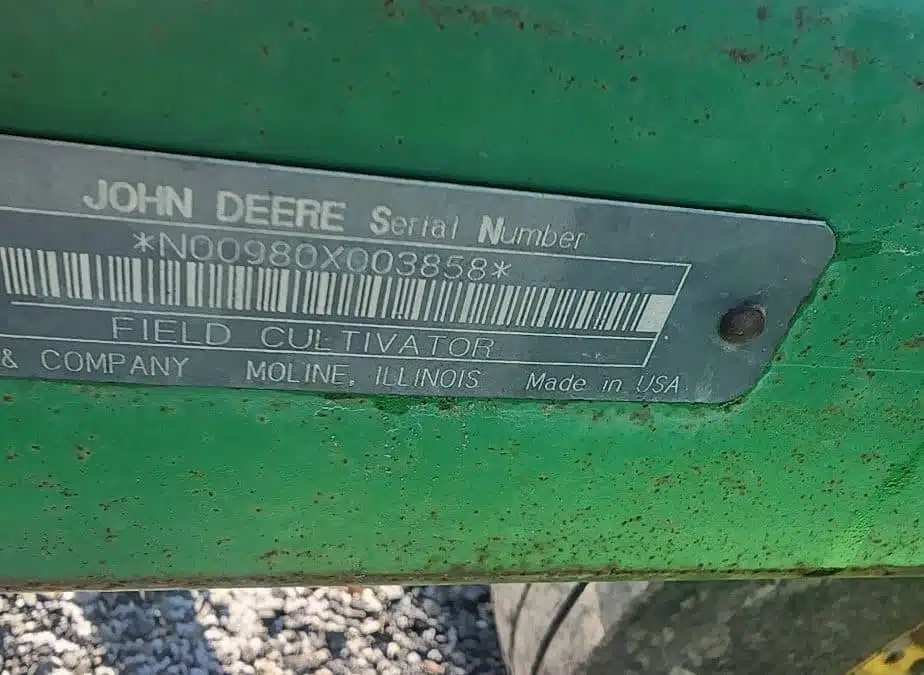 JOHN DEERE Serial Number
*N00980X003858*
FIELD CULTIVATOR
& COMPANY MOLINE, ILLINOIS Made in USA